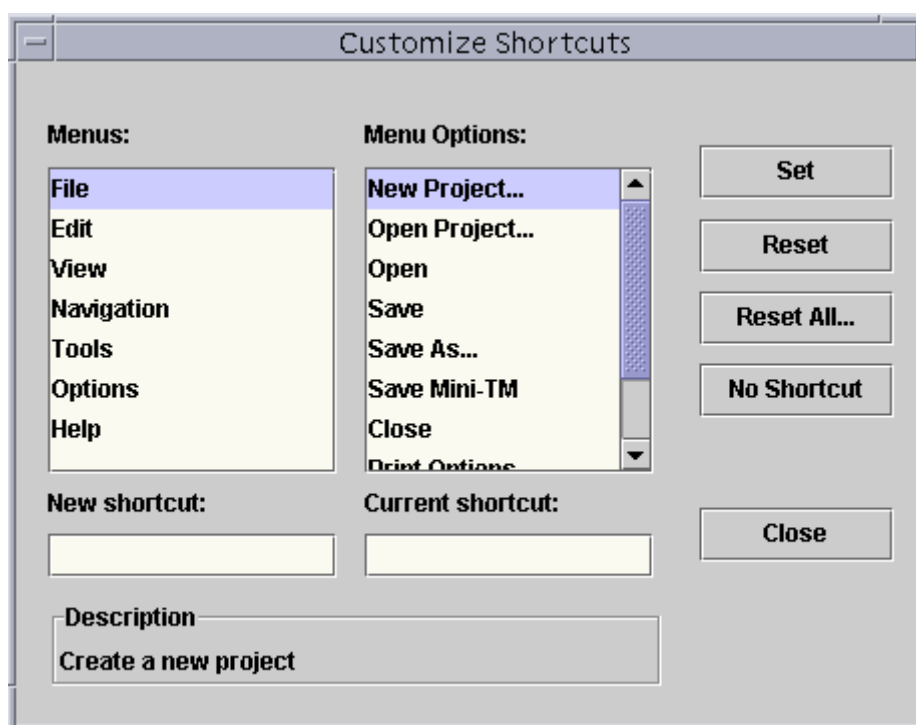 Customize Shortcuts
Menus:
File
Edit
View
Navigation
Tools
Options
Help
Menu Options:
New Project...
Open Project...
Open
Save
Save As...
Save Mini-TM
Close
Print Options
Set
Reset
Reset All...
No Shortcut
New shortcut:
Current shortcut:
Close
Description
Create a new project